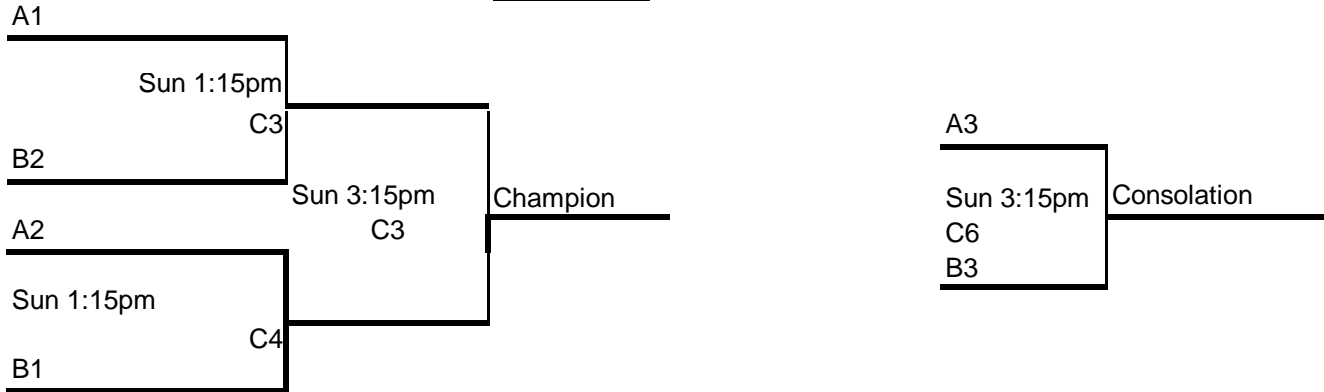 A1
Sun 1:15pm
C3
B2
Sun 3:15pm
C3
Champion
A2
Sun 1:15pm
C4
B1
A3
Sun 3:15pm
C6
B3
Consolation